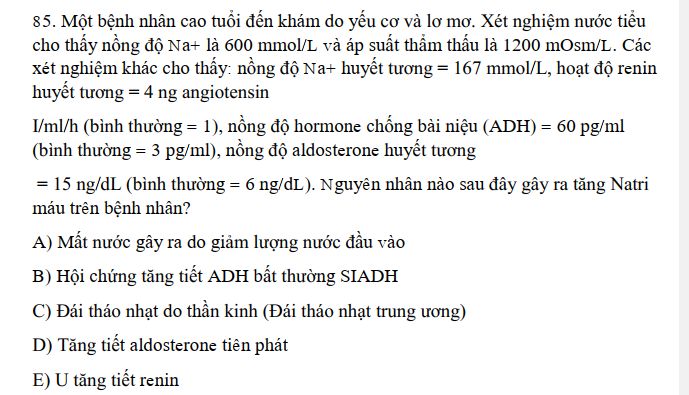 85. Một bệnh nhân cao tuổi đến khám do yếu cơ và lơ mơ. Xét nghiệm nước tiểu
cho thấy nồng độ Na+ là 600 mmol/L và áp suất thẩm thấu là 1200 mOsm/L. Các
xét nghiệm khác cho thấy: nồng độ Na+ huyết tương = 167 mmol/L, hoạt độ renin
huyết tương = 4 ng angiotensin
I/ml/h (bình thường = 1), nồng độ hormone chống bài niệu (ADH) = 60 pg/ml
(bình thường = 3 pg/ml), nồng độ aldosterone huyết tương
= 15 ng/dL (bình thường = 6 ng/dL). Nguyên nhân nào sau đây gây ra tăng Natri
máu trên bệnh nhân?
A) Mất nước gây ra do giảm lượng nước đầu vào
B) Hội chứng tăng tiết ADH bất thường SIADH
C) Đái tháo nhạt do thần kinh (Đái tháo nhạt trung ương)
D) Tăng tiết aldosterone tiên phát
E) U tăng tiết renin